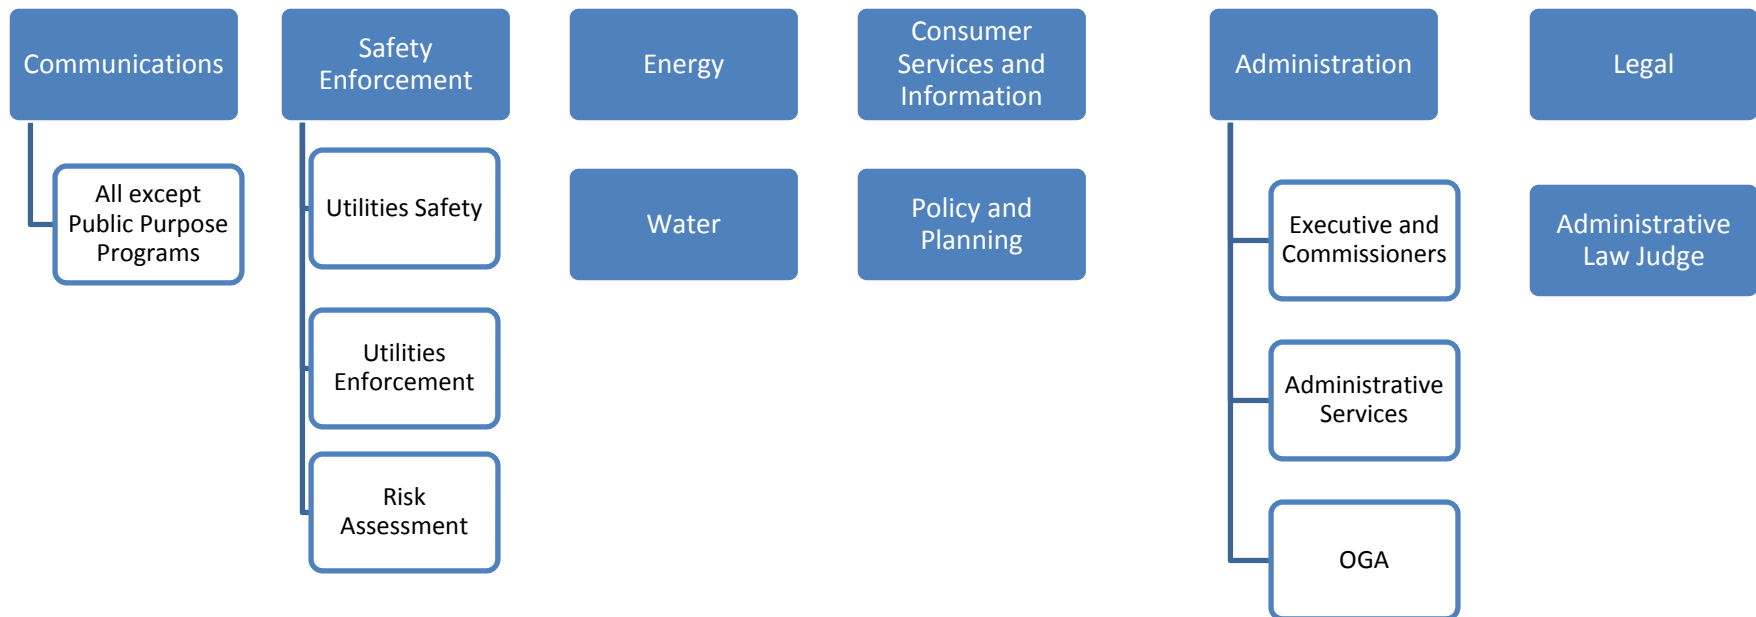 Communications
Safety
Enforcement
Energy
Consumer
Services and
Information
Administration
Legal
All except
Public Purpose
Programs
Utilities Safety
Water
Policy and
Planning
Executive and
Commissioners
Administrative
Law Judge
Utilities
Enforcement
Administrative
Services
Risk
Assessment
OGA